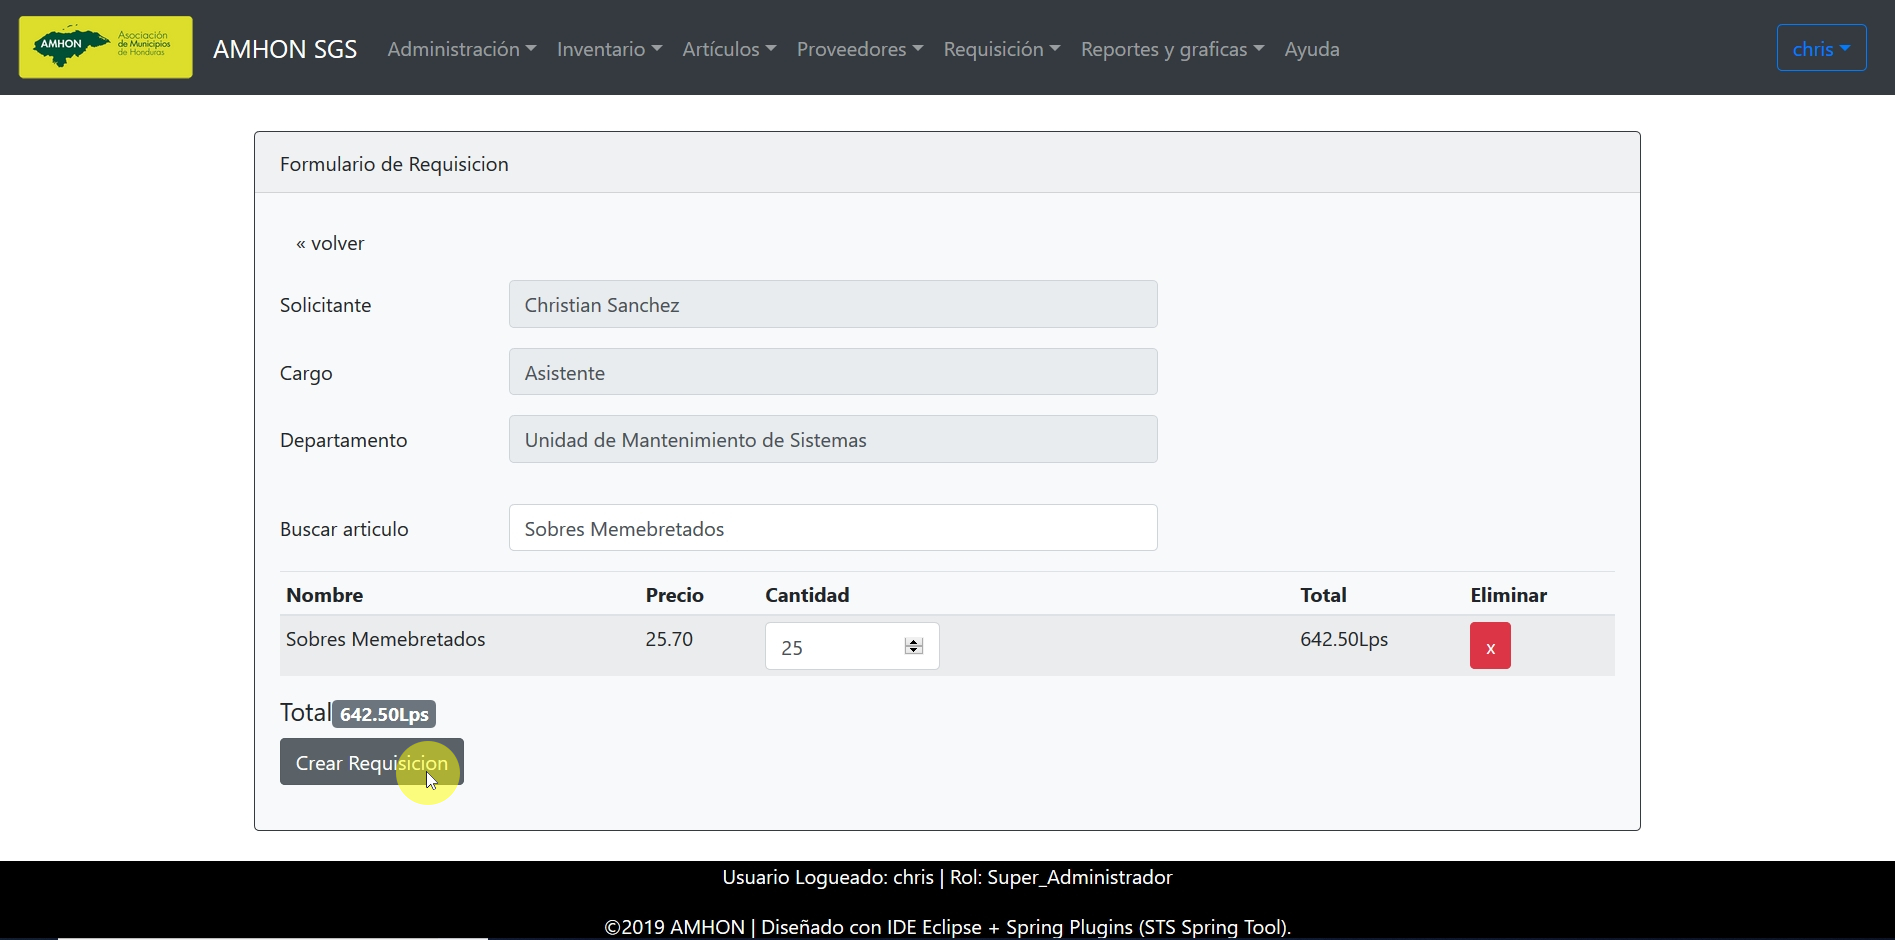 AMHON
Asociación
de Municipios
de Honduras
AMHON SGS
Administración
Inventario
Artículos
Proveedores
Requisición
Reportes y graficas
Ayuda
chris
Formulario de Requisicion
« volver
Solicitante
Christian Sanchez
Cargo
Asistente
Departamento
Unidad de Mantenimiento de Sistemas
Buscar articulo
Sobres Memebretados
Nombre Precio Cantidad Total Eliminar
Sobres Memebretados 25.70 25 642.50Lps x
Total 642.50Lps
Crear Requisicion
Usuario Logueado: chris | Rol: Super_Administrador
©2019 AMHON | Diseñado con IDE Eclipse + Spring Plugins (STS Spring Tool).